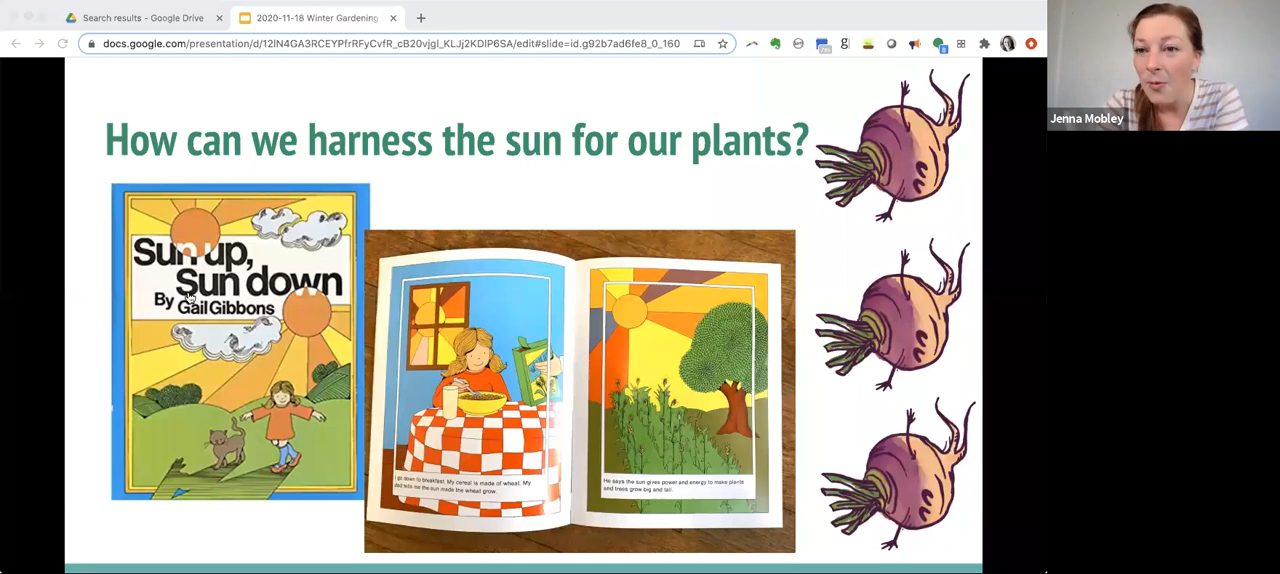 Search results - Google Drive
2020-11-18 Winter Gardening
docs.google.com/presentation/d/12lN4GA3RCEYPfrRFyCvfR_cB20vjgI_KLJj2KDlP6SA/edit#slide=id.g92b7ad6fe8_0_160
Jenna Mobley
How can we harness the sun for our plants?
Sun up,
Sun down
By Gail Gibbons
I go down to breakfast. My cereal is made of wheat. My
dad tells me the sun made the wheat grow.
He says the sun gives power and energy to make plants
and trees grow big and tall.